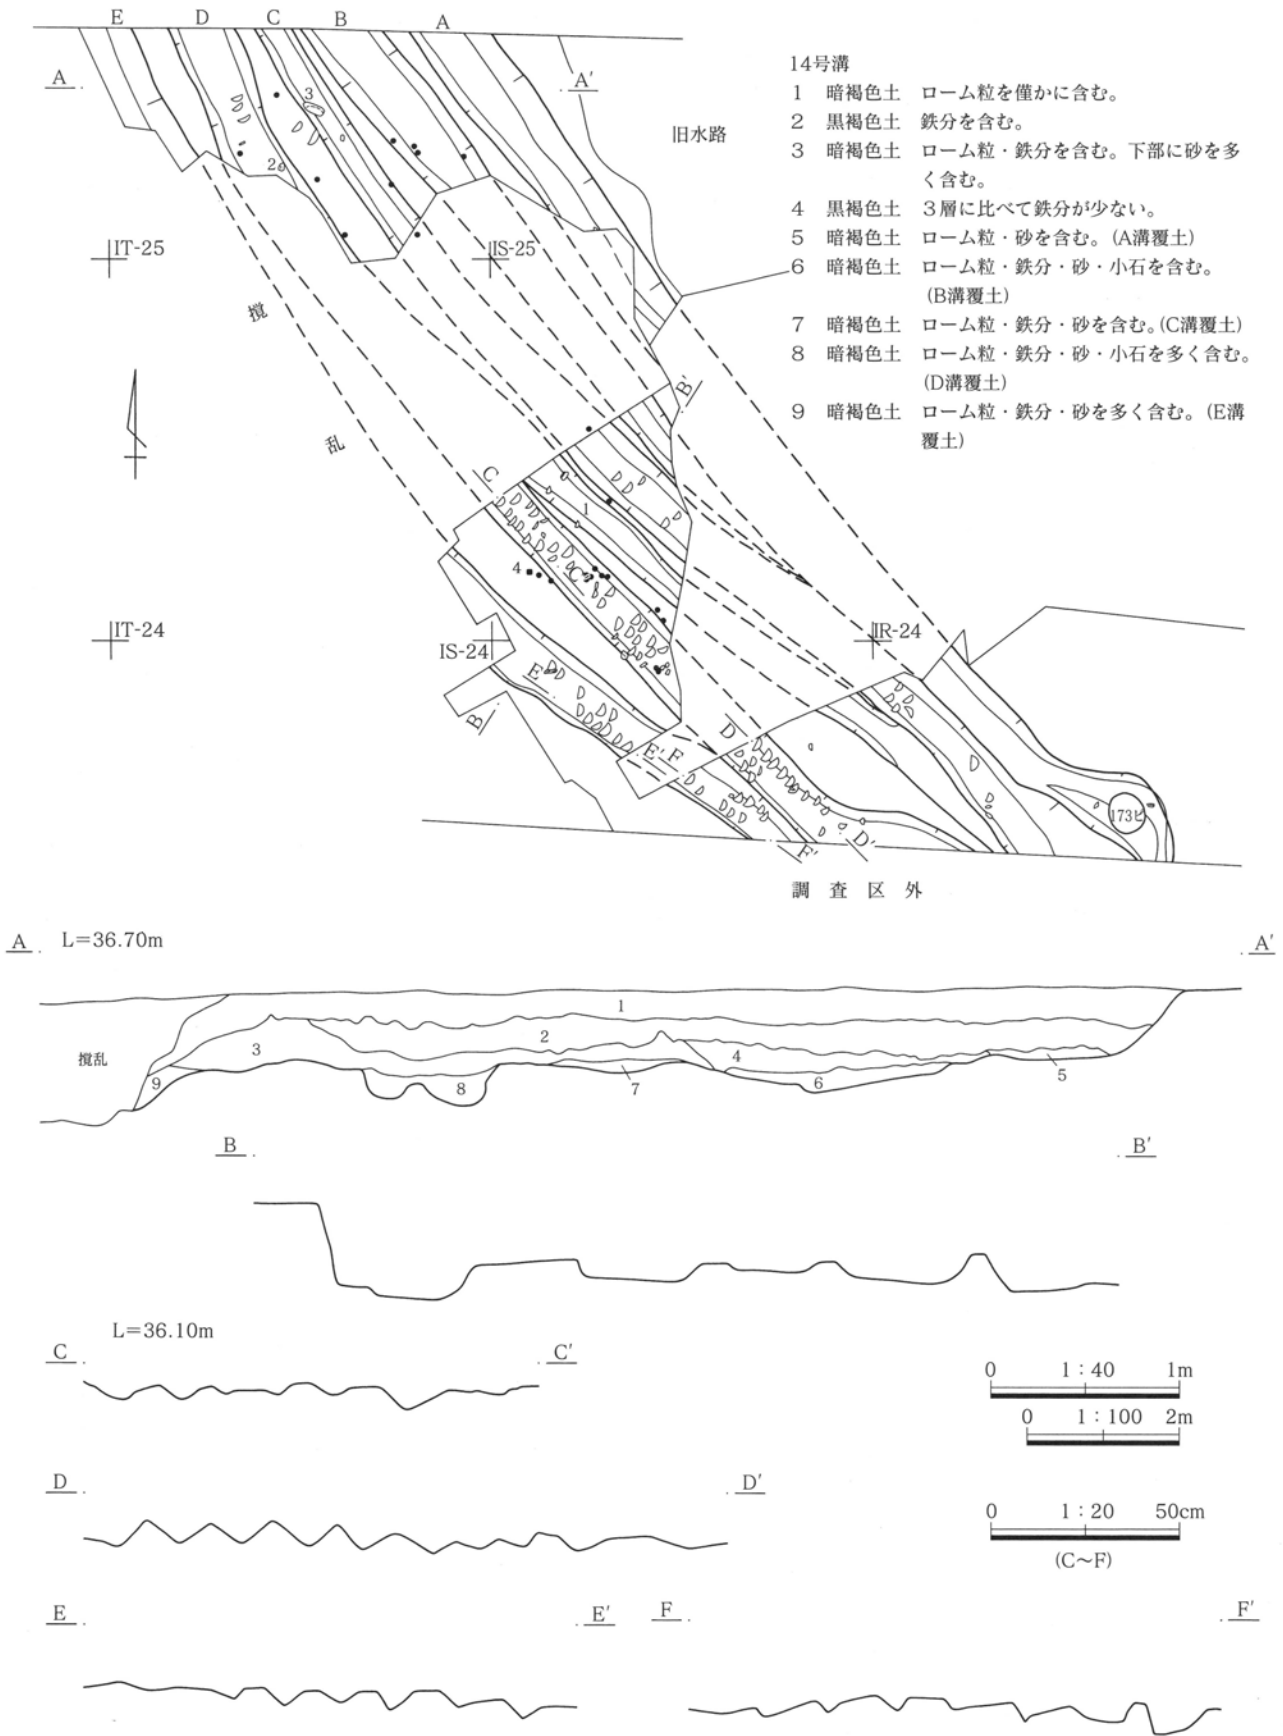 E D C B A
A
A′
3
2
旧水路
14号溝
1 暗褐色土 ローム粒を僅かに含む。
2 黒褐色土 鉄分を含む。
3 暗褐色土 ローム粒・鉄分を含む。下部に砂を多
く含む。
4 黒褐色土 3層に比べて鉄分が少ない。
5 暗褐色土 ローム粒・砂を含む。(A溝覆土)
6 暗褐色土 ローム粒・鉄分・砂・小石を含む。
(B溝覆土)
7 暗褐色土 ローム粒・鉄分・砂を含む。(C溝覆土)
8 暗褐色土 ローム粒・鉄分・砂・小石を多く含む。
(D溝覆土)
9 暗褐色土 ローム粒・鉄分・砂を多く含む。(E溝
覆土)
IT-25
IS-25
撹
乱
B′
C
1
4
C′
IT-24
IS-24
IR-24
E
B
E′
F
D
173ピ
F′
D′
調査区外
A L=36.70m A′
1
2
3
4
5
6
7
8
9
撹乱
B B′
L=36.10m
C C′
0 1:40 1m
0 1:100 2m
D D′
0 1:20 50cm
(C~F)
E E′ F F′